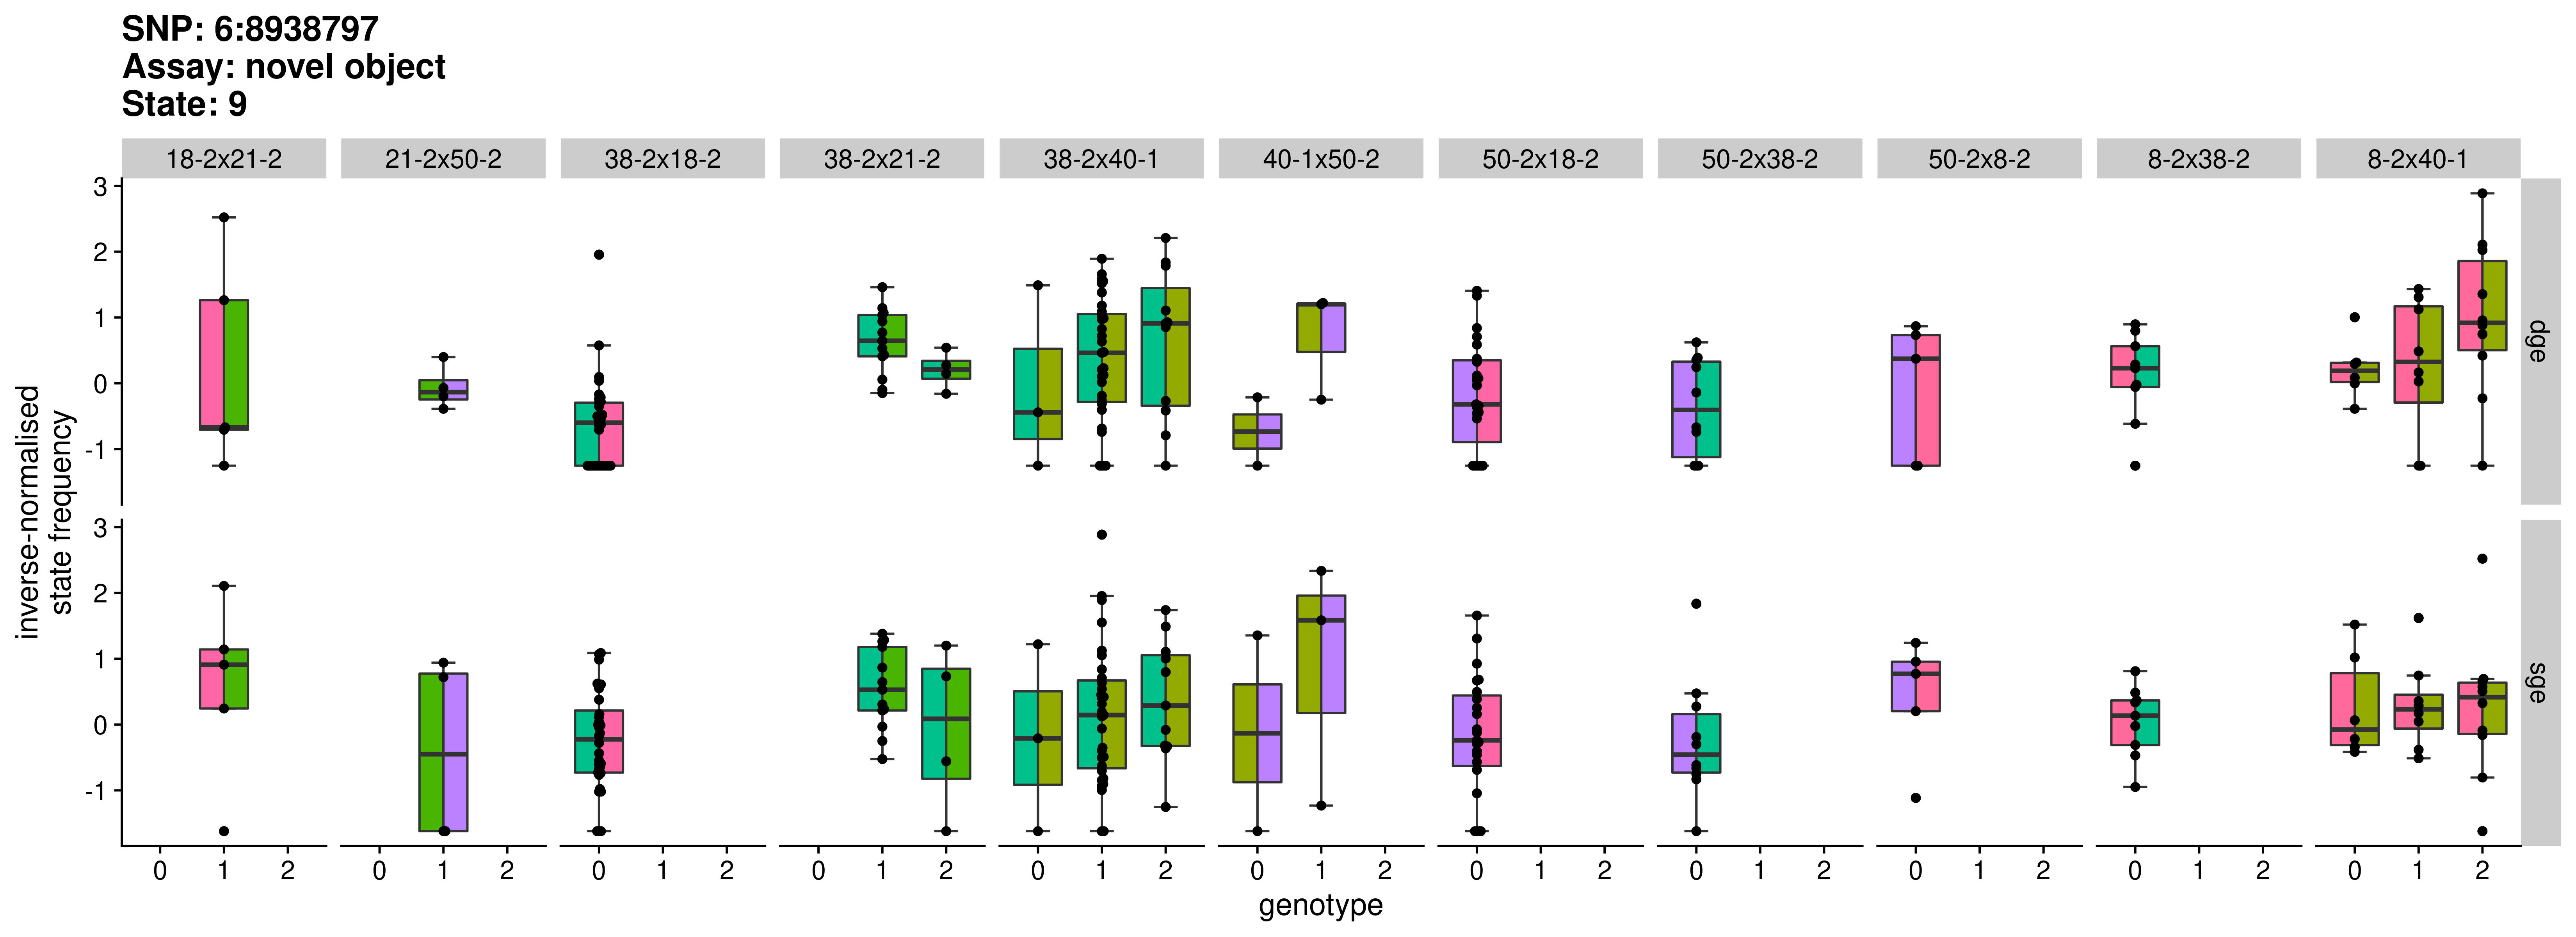 SNP: 6:8938797
Assay: novel object
State: 9
18-2x21-2 21-2x50-2 38-2x18-2 38-2x21-2 38-2x40-1 40-1x50-2 50-2x18-2 50-2x38-2 50-2x8-2 8-2x38-2 8-2x40-1
3
2
1
0
-1
dge
3
2
1
0
-1
sge
inverse-normalised
state frequency
0 1 2 0 1 2 0 1 2 0 1 2 0 1 2 0 1 2 0 1 2 0 1 2 0 1 2 0 1 2 0 1 2
genotype